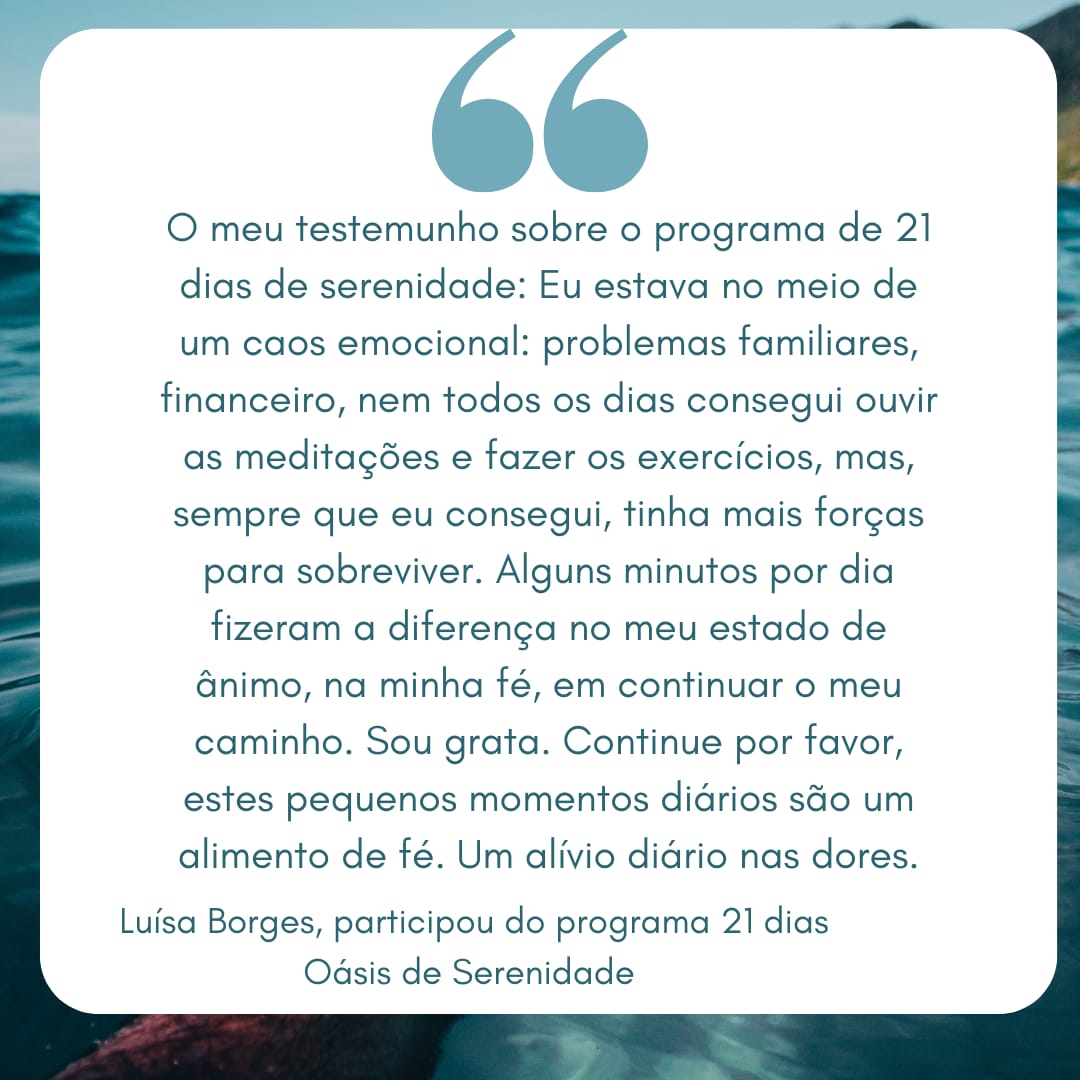 O meu testemunho sobre o programa de 21
dias de serenidade: Eu estava no meio de
um caos emocional: problemas familiares,
financeiro, nem todos os dias consegui ouvir
as meditações e fazer os exercícios, mas,
sempre que eu consegui, tinha mais forças
para sobreviver. Alguns minutos por dia
fizeram a diferença no meu estado de
ânimo, na minha fé, em continuar o meu
caminho. Sou grata. Continue por favor,
estes pequenos momentos diários são um
alimento de fé. Um alívio diário nas dores.
Luísa Borges, participou do programa 21 dias
Oásis de Serenidade